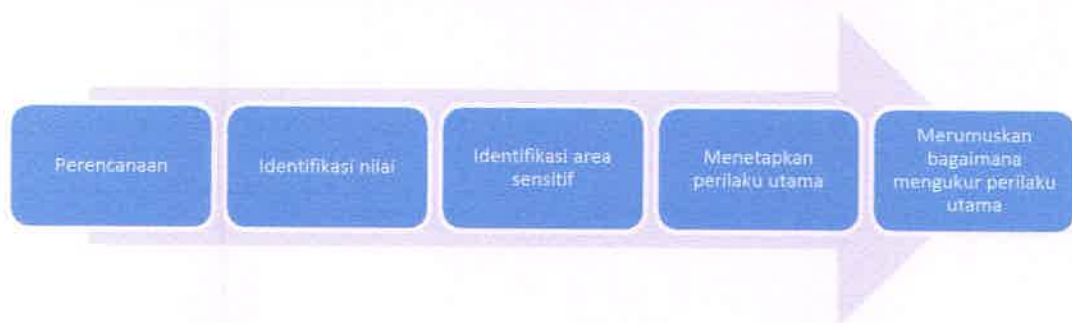 Perencanaan
Identifikasi nilai
Identifikasi area
sensitif
Menetapkan
perilaku utama
Merumuskan
bagaimana
mengukur perilaku
utama